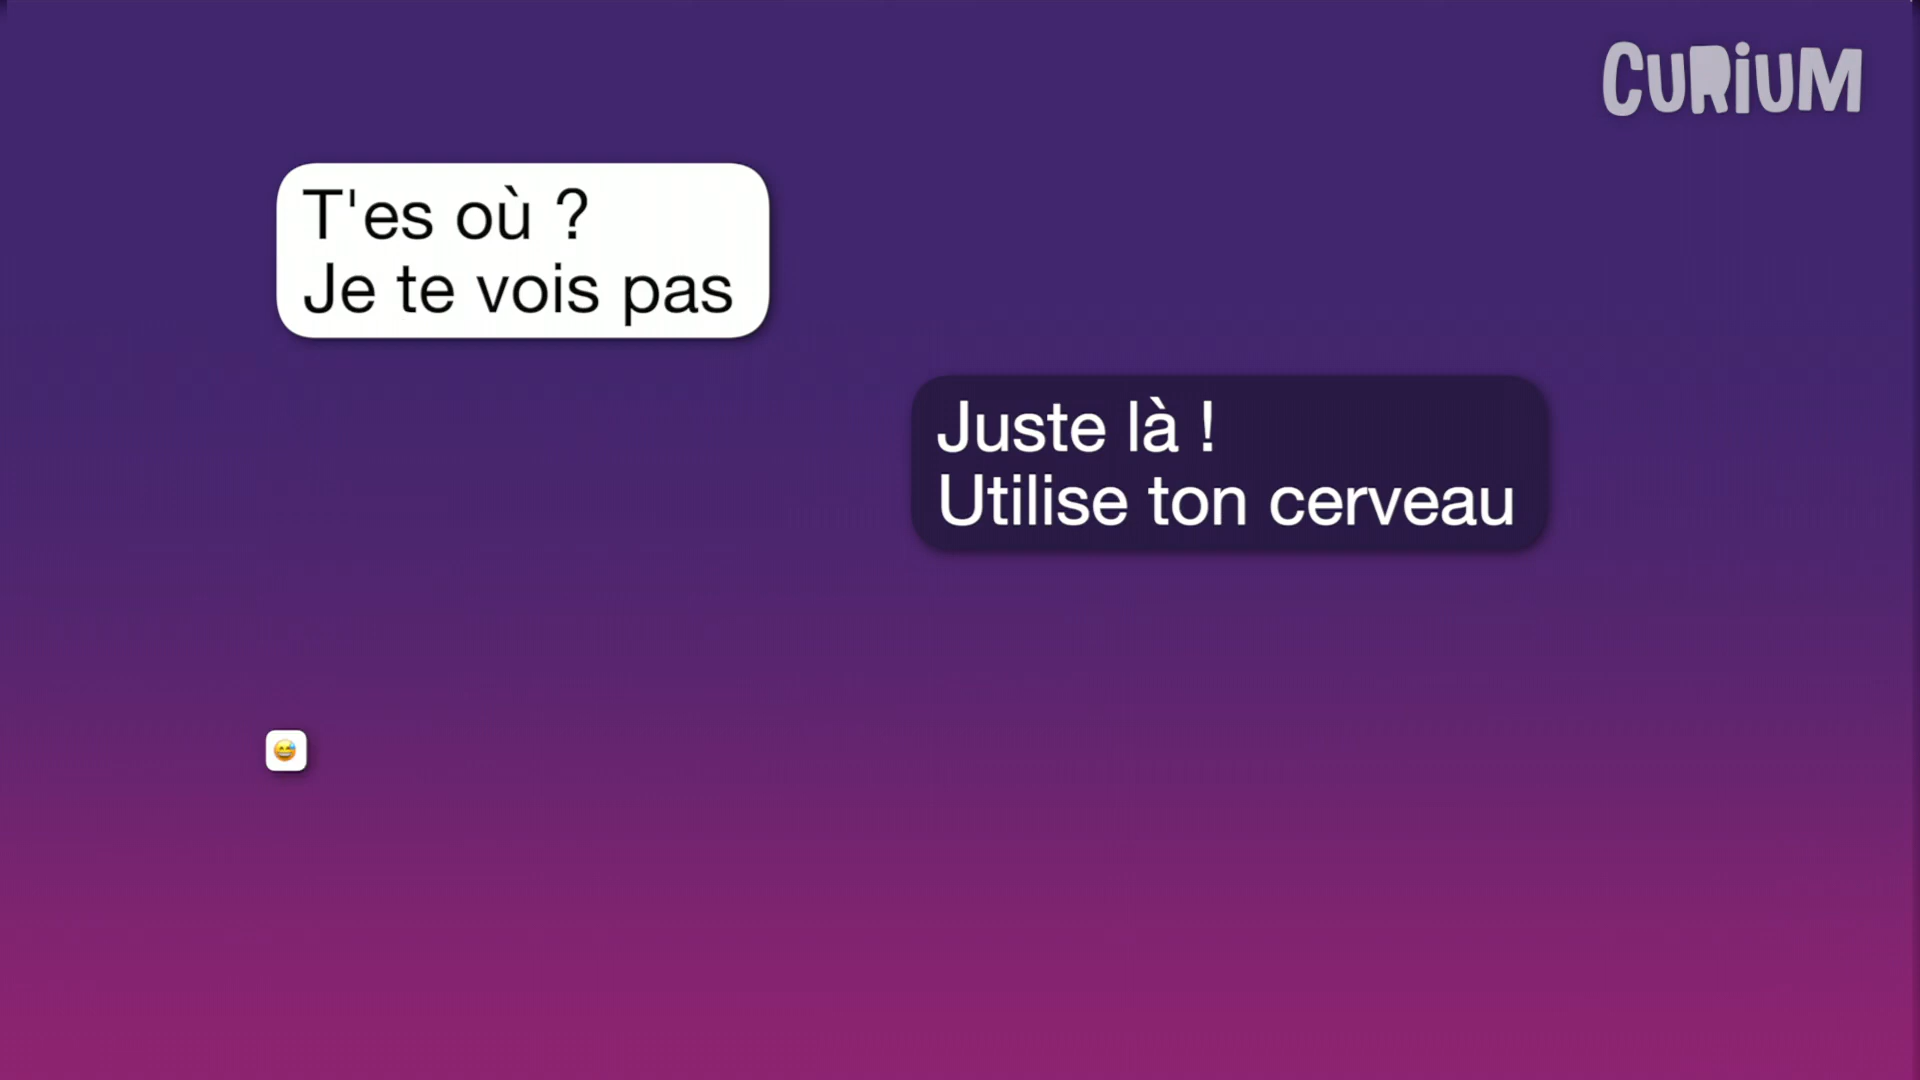 CURiUM
T'es où ?
Je te vois pas
Juste là !
Utilise ton cerveau
😅